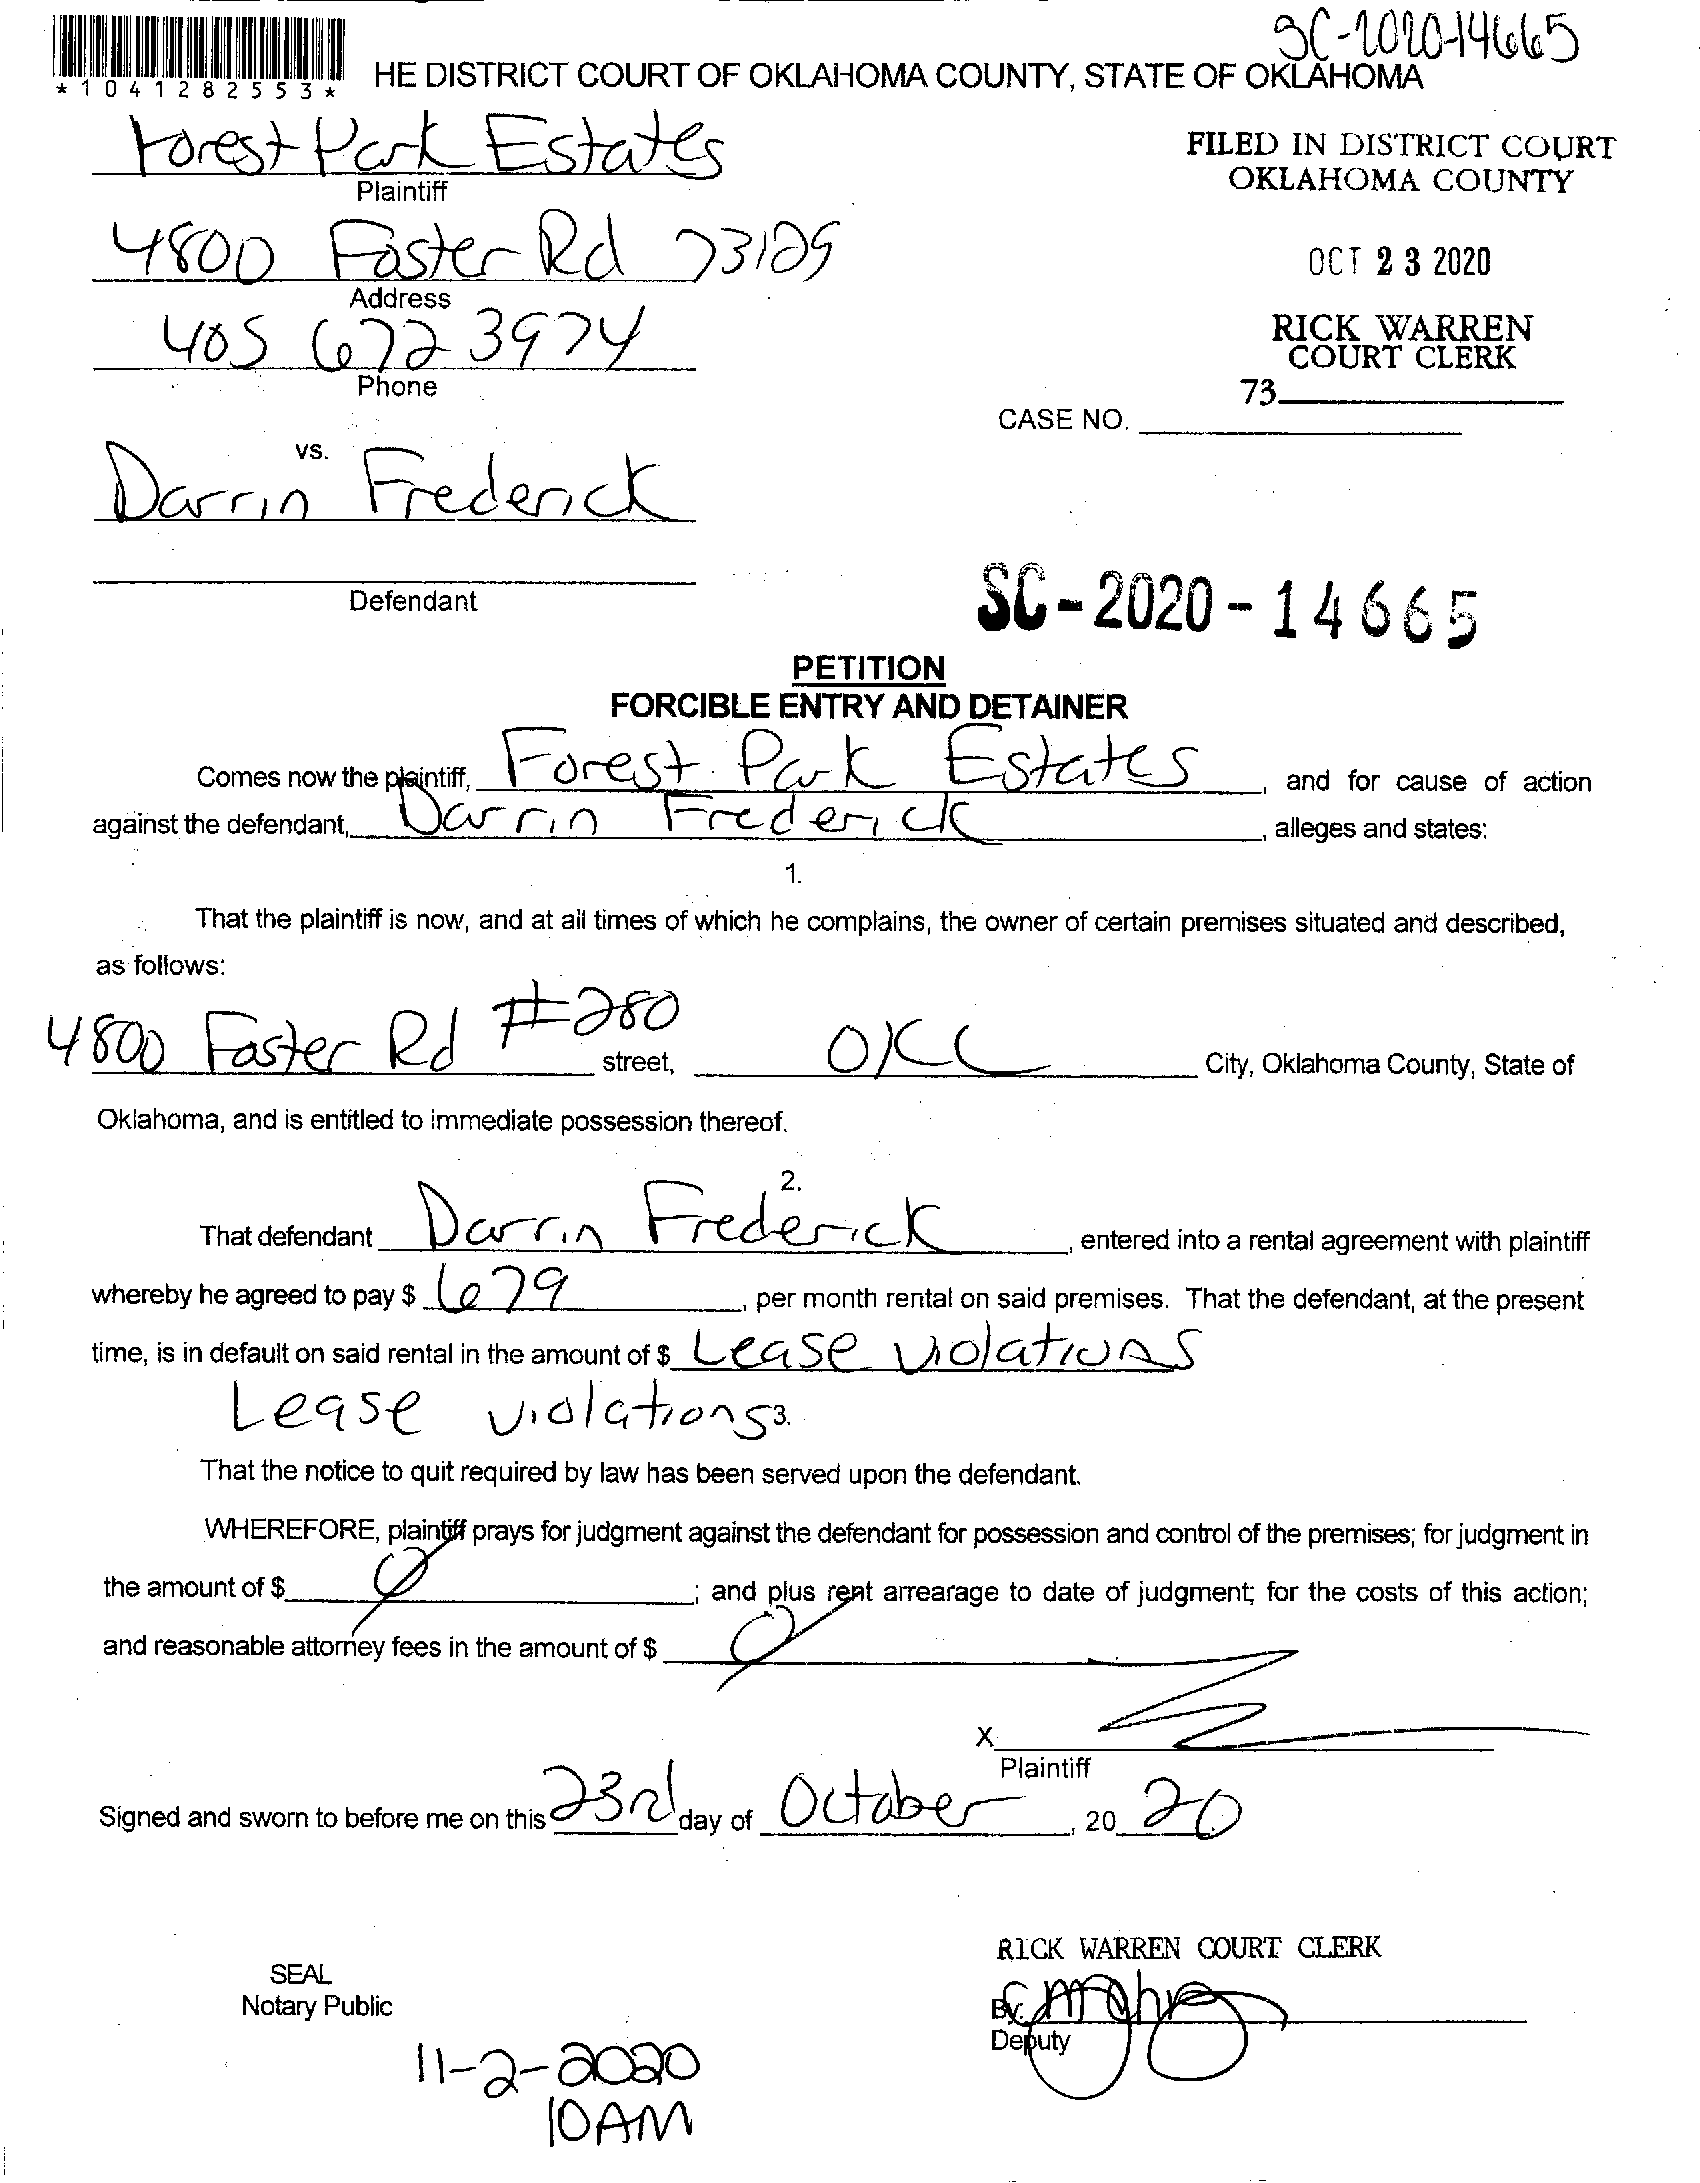 SC-2020-14665
*1041282553*
HE DISTRICT COURT OF OKLAHOMA COUNTY, STATE OF OKLAHOMA
Forest Park Estates
Plaintiff
FILED IN DISTRICT COURT
OKLAHOMA COUNTY
4800 Foster Rd 73129
Address
OCT 23 2020
405 672 3974
Phone
RICK WARREN
COURT CLERK
73
CASE NO.
vs.
Darrin Frederick
Defendant
SC-2020-14665
PETITION
FORCIBLE ENTRY AND DETAINER
Comes now the plaintiff, Forest Park Estates, and for cause of action
against the defendant, Darrin Frederick, alleges and states:
1.
That the plaintiff is now, and at all times of which he complains, the owner of certain premises situated and described,
as follows:
4800 Foster Rd #280 street, OKC City, Oklahoma County, State of
Oklahoma, and is entitled to immediate possession thereof.
2.
That defendant Darrin Frederick, entered into a rental agreement with plaintiff
whereby he agreed to pay $ 679, per month rental on said premises. That the defendant, at the present
time, is in default on said rental in the amount of $ Lease violations
Lease violations
3.
That the notice to quit required by law has been served upon the defendant.
WHEREFORE, plaintiff prays for judgment against the defendant for possession and control of the premises; for judgment in
the amount of $ Ø; and plus rent arrearage to date of judgment; for the costs of this action;
and reasonable attorney fees in the amount of $ Ø
X
Plaintiff
Signed and sworn to before me on this 23rd day of October, 20 20
RICK WARREN COURT CLERK
SEAL
Notary Public
By:
Deputy
11-2-2020
10AM